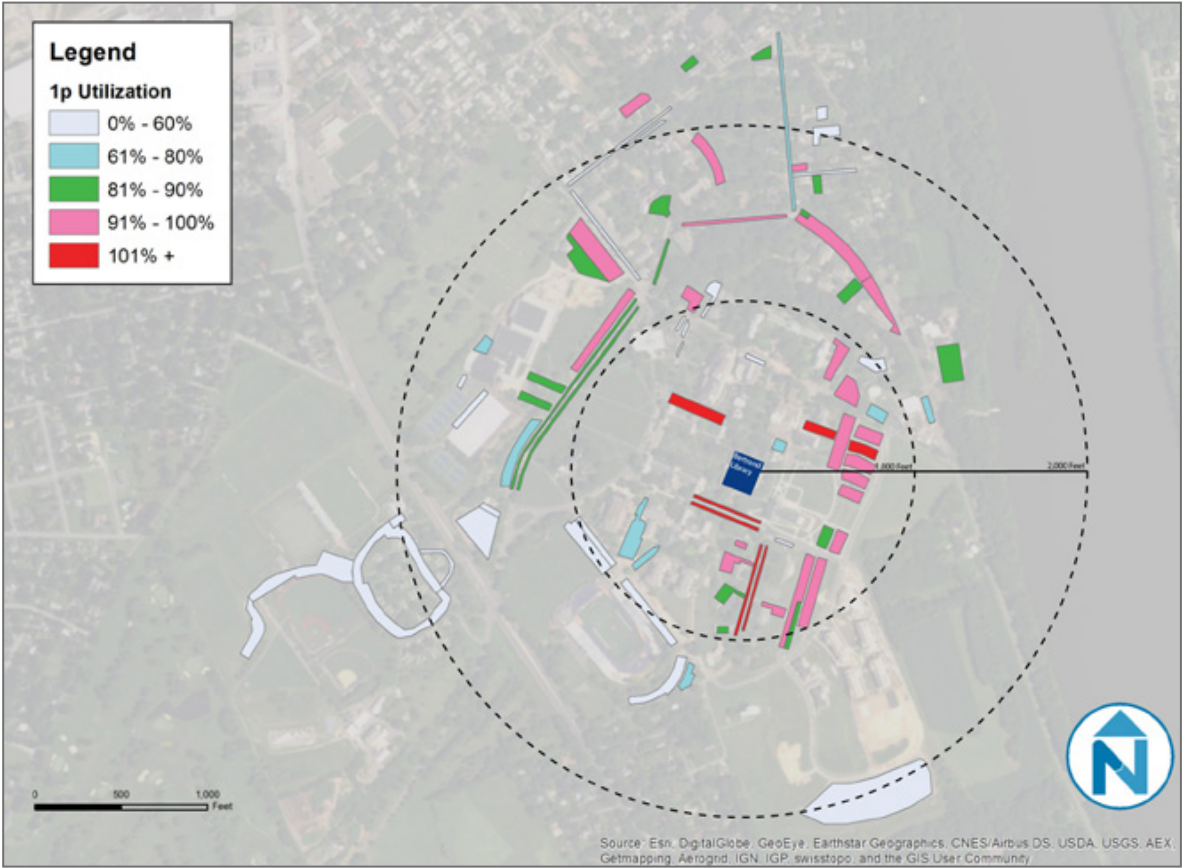 Legend
1p Utilization
0% - 60%
61% - 80%
81% - 90%
91% - 100%
101% +
Bertrand
Library
1,000 Feet
2,000 Feet
N
0
500
1,000
Feet
Source: Esri, DigitalGlobe, GeoEye, Earthstar Geographics, CNES/Airbus DS, USDA, USGS, AEX,
Getmapping, Aerogrid, IGN, IGP, swisstopo, and the GIS User Community